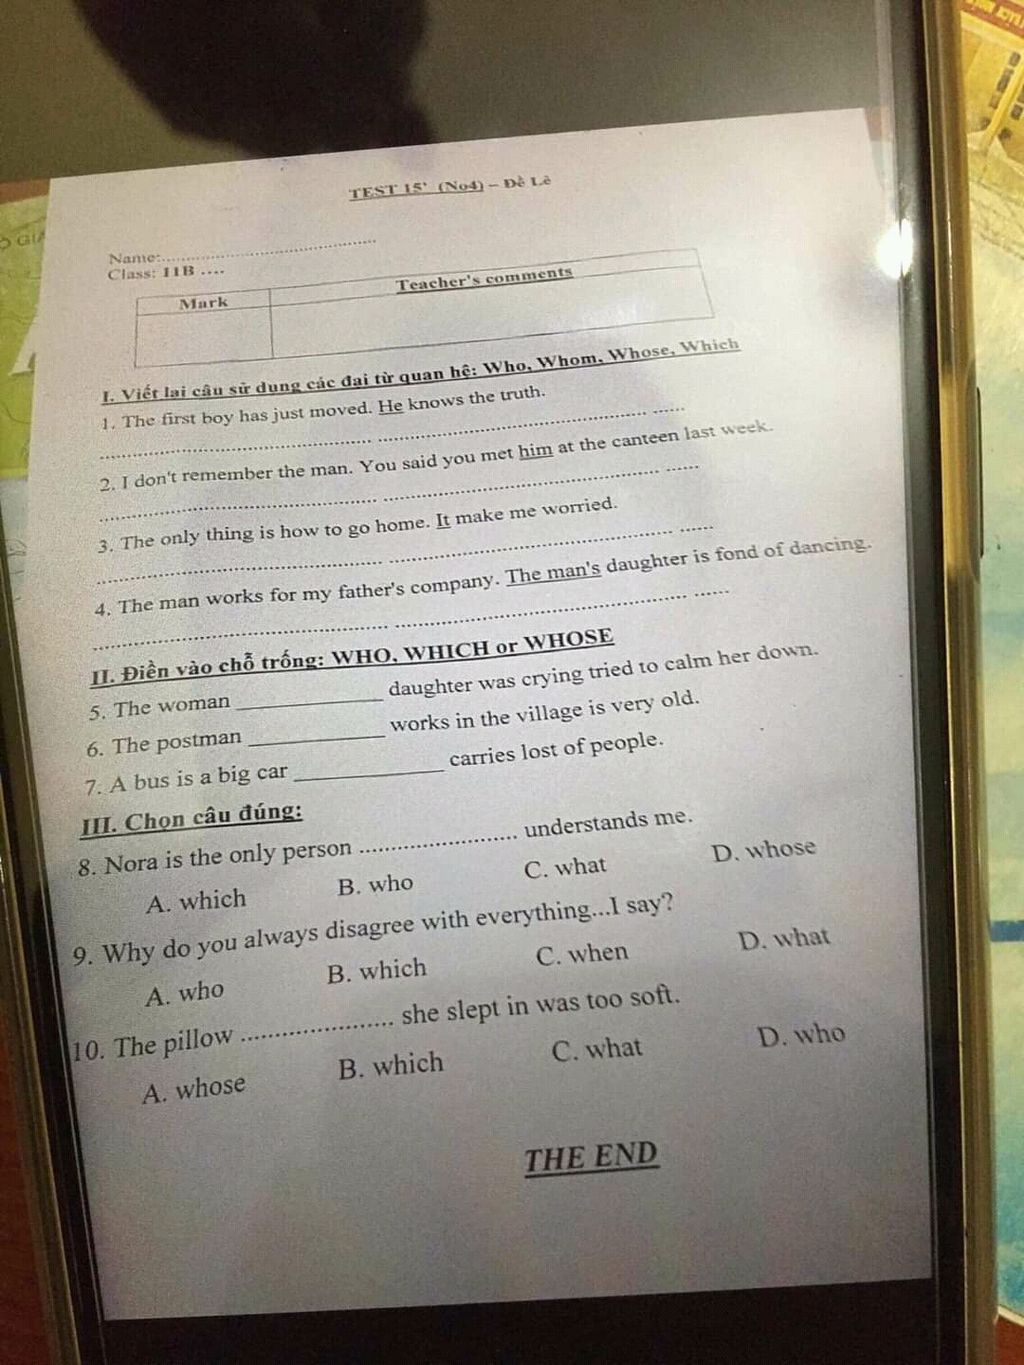 TEST 15' (No4) – Đề Lẻ
Name:...............................................
Class: 11B ....
Mark
Teacher's comments
I. Viết lại câu sử dụng các đại từ quan hệ: Who, Whom, Whose, Which
1. The first boy has just moved. He knows the truth.
2. I don't remember the man. You said you met him at the canteen last week.
3. The only thing is how to go home. It make me worried.
4. The man works for my father's company. The man's daughter is fond of dancing.
II. Điền vào chỗ trống: WHO, WHICH or WHOSE
5. The woman _____________ daughter was crying tried to calm her down.
6. The postman ____________ works in the village is very old.
7. A bus is a big car _____________ carries lost of people.
III. Chọn câu đúng:
8. Nora is the only person ....................... understands me.
A. which B. who C. what D. whose
9. Why do you always disagree with everything...I say?
A. who B. which C. when D. what
10. The pillow ...................... she slept in was too soft.
A. whose B. which C. what D. who
THE END